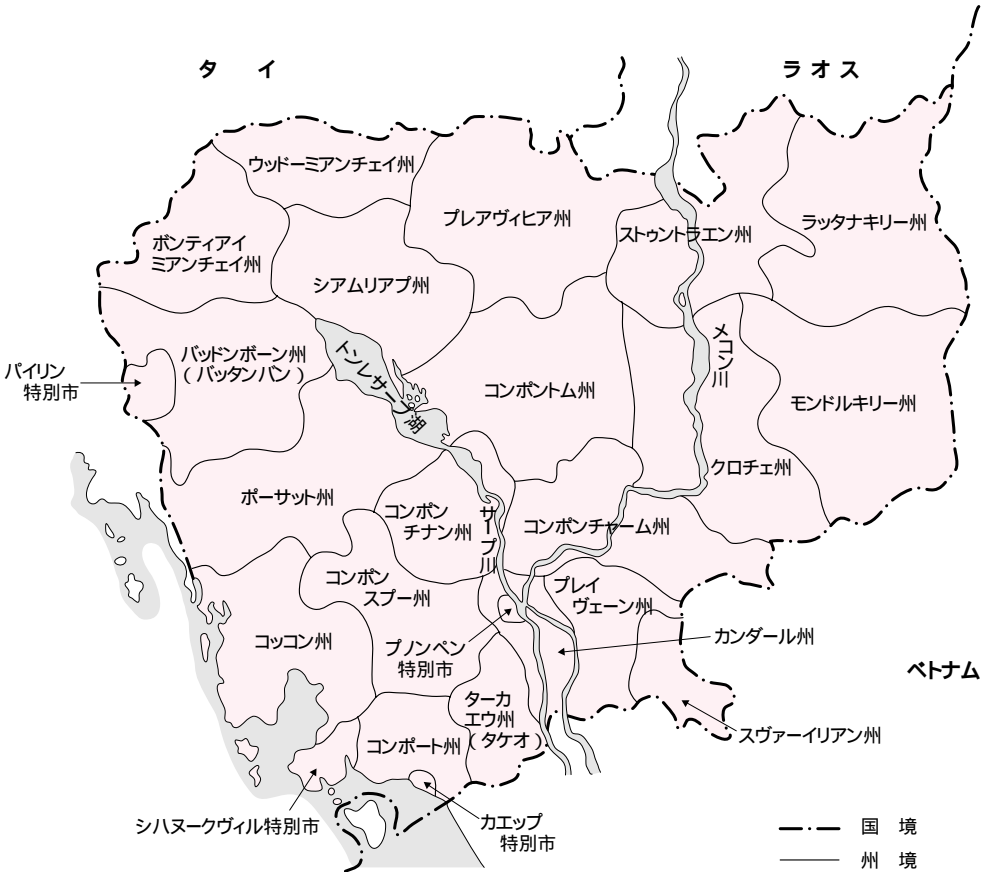 タイ
ラオス
ウッドーミアンチェイ州
プレアヴィヒア州
ストゥントラエン州
ラッタナキリー州
ボンティアイ
ミアンチェイ州
シアムリアプ州
バッドンボーン州
(バッタンバン)
パイリン
特別市
トンレサープ湖
コンポントム州
メコン川
モンドルキリー州
クロチェ州
ポーサット州
コンポン
チナン州
サープ川
コンポンチャーム州
コンポン
スプー州
プレイ
ヴェーン州
コッコン州
プノンペン
特別市
カンダール州
ベトナム
ターカ
エウ州
(タケオ)
コンポート州
スヴァーイリアン州
シハヌークヴィル特別市
カエップ
特別市
国境
州境